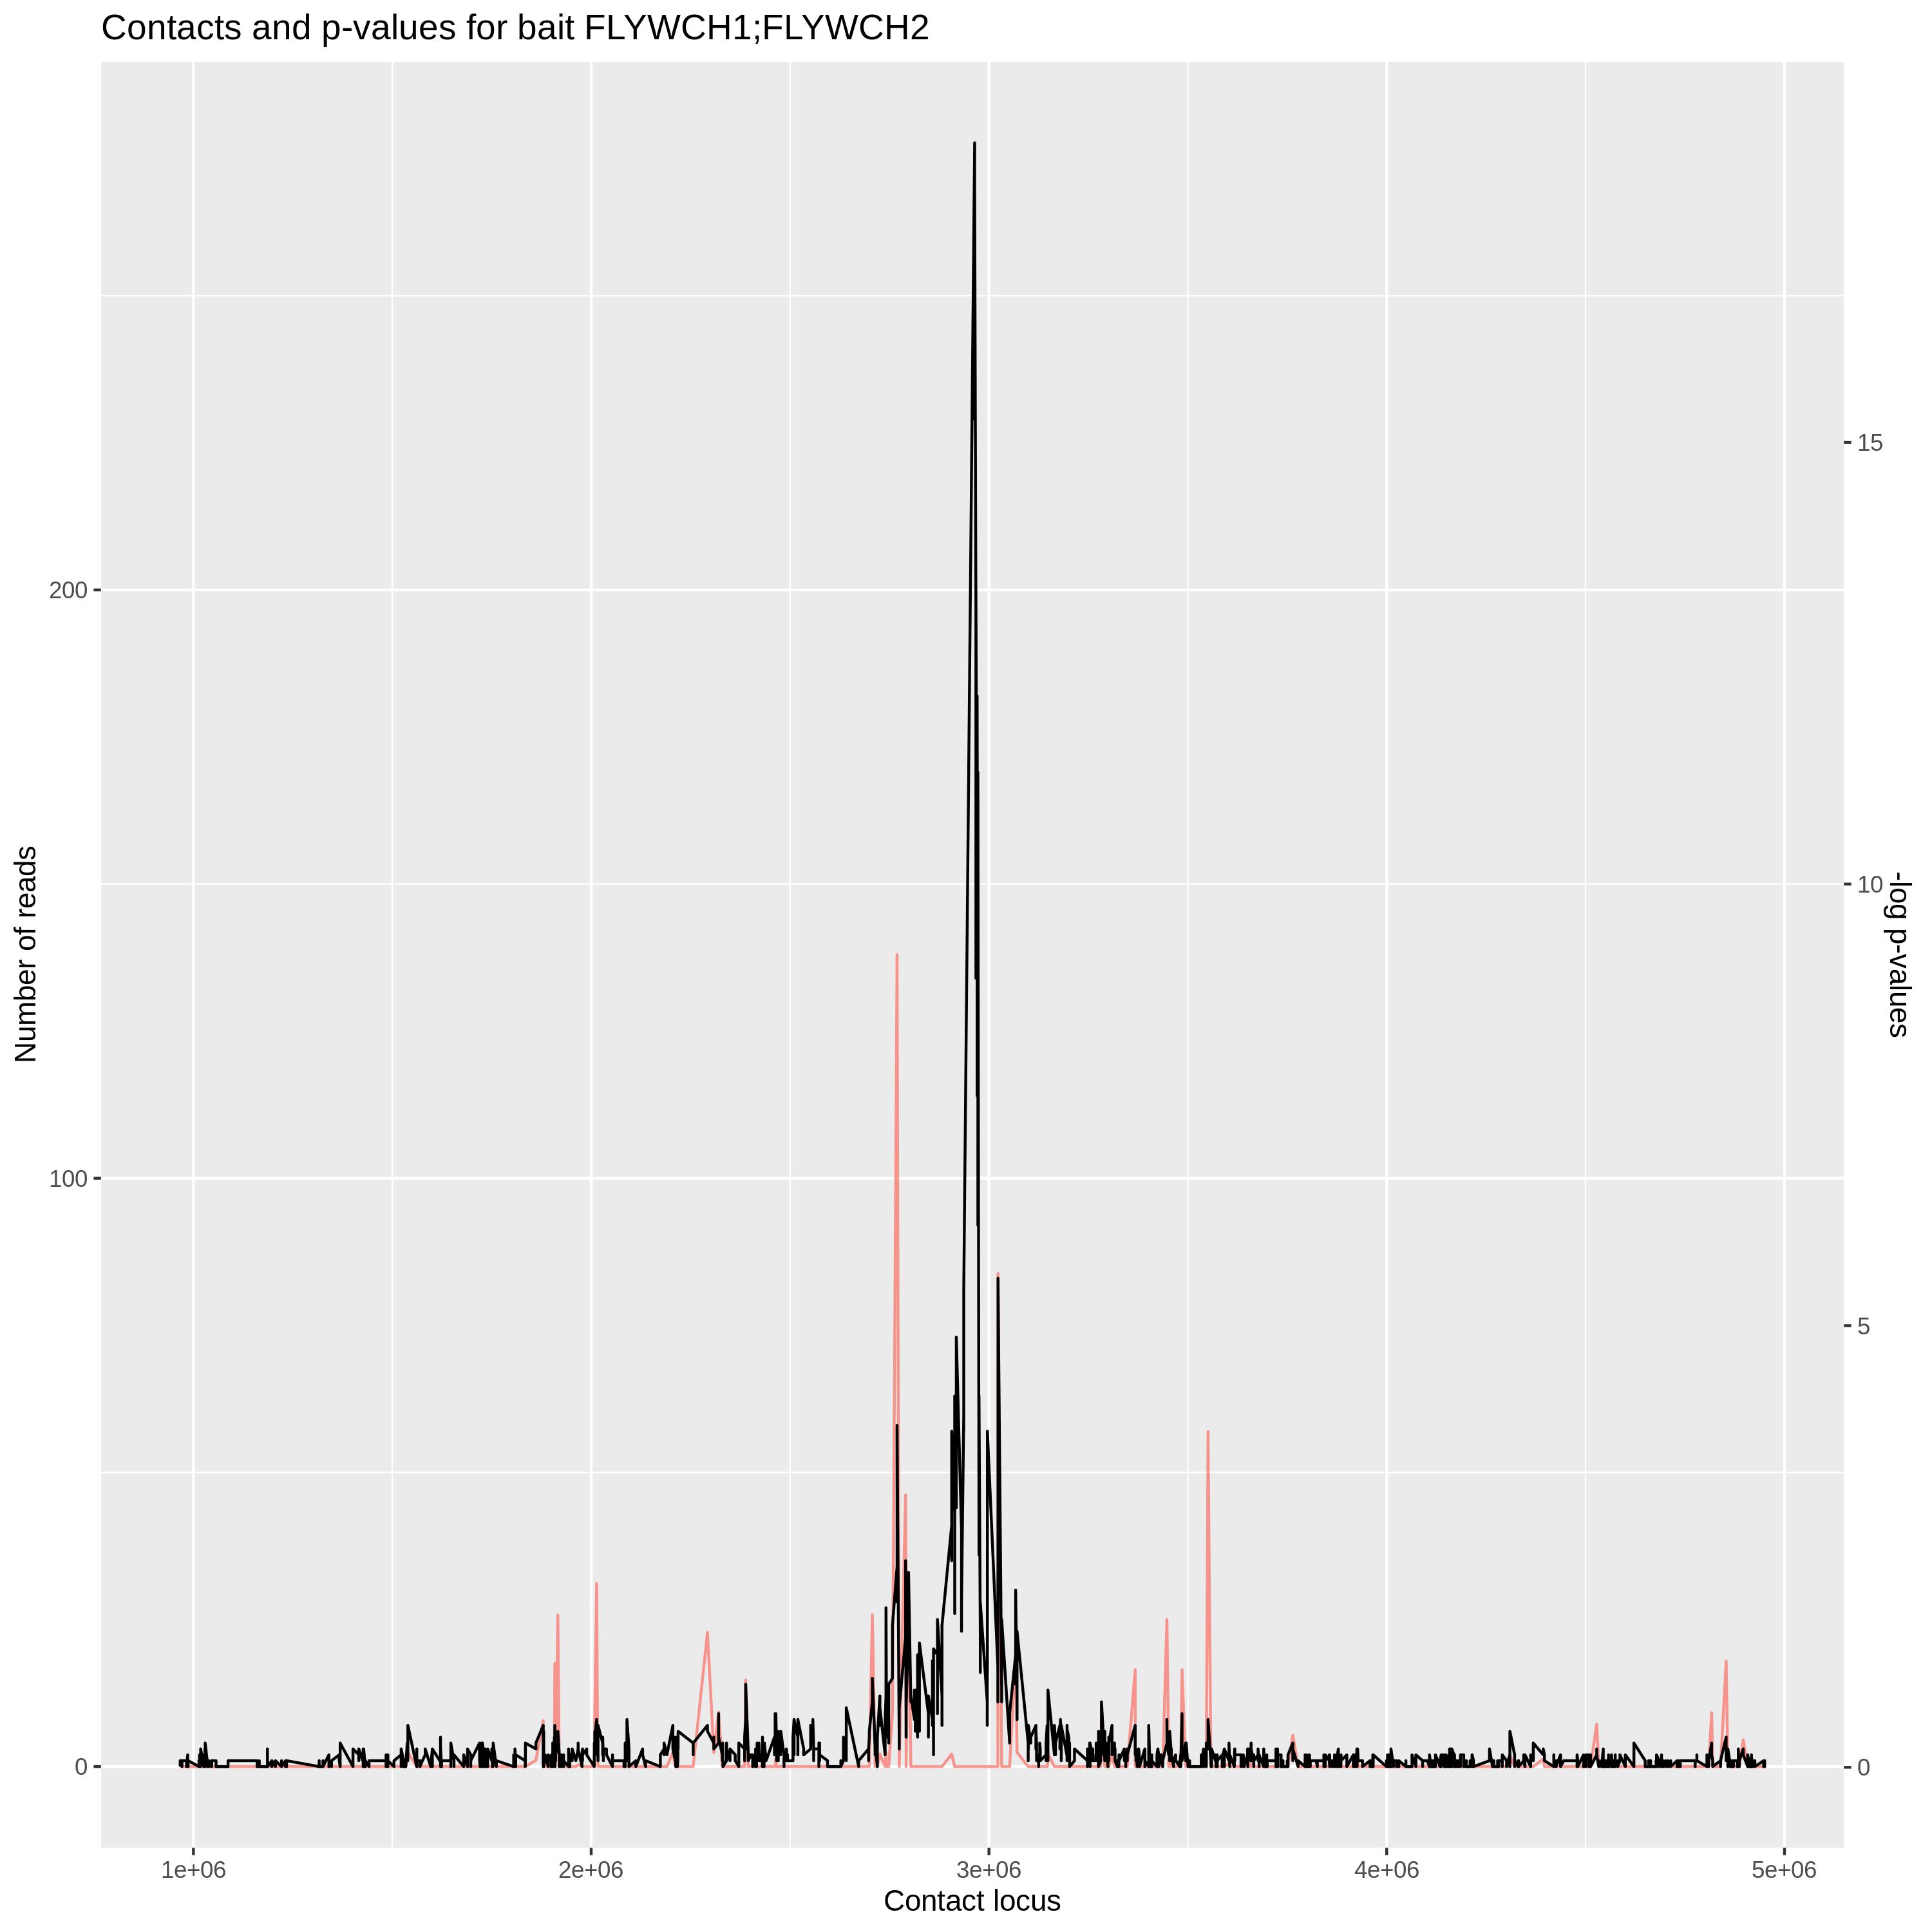 Contacts and p-values for bait FLYWCH1;FLYWCH2
Number of reads
200
100
0
15
10
5
0
-log p-values
1e+06 2e+06 3e+06 4e+06 5e+06
Contact locus